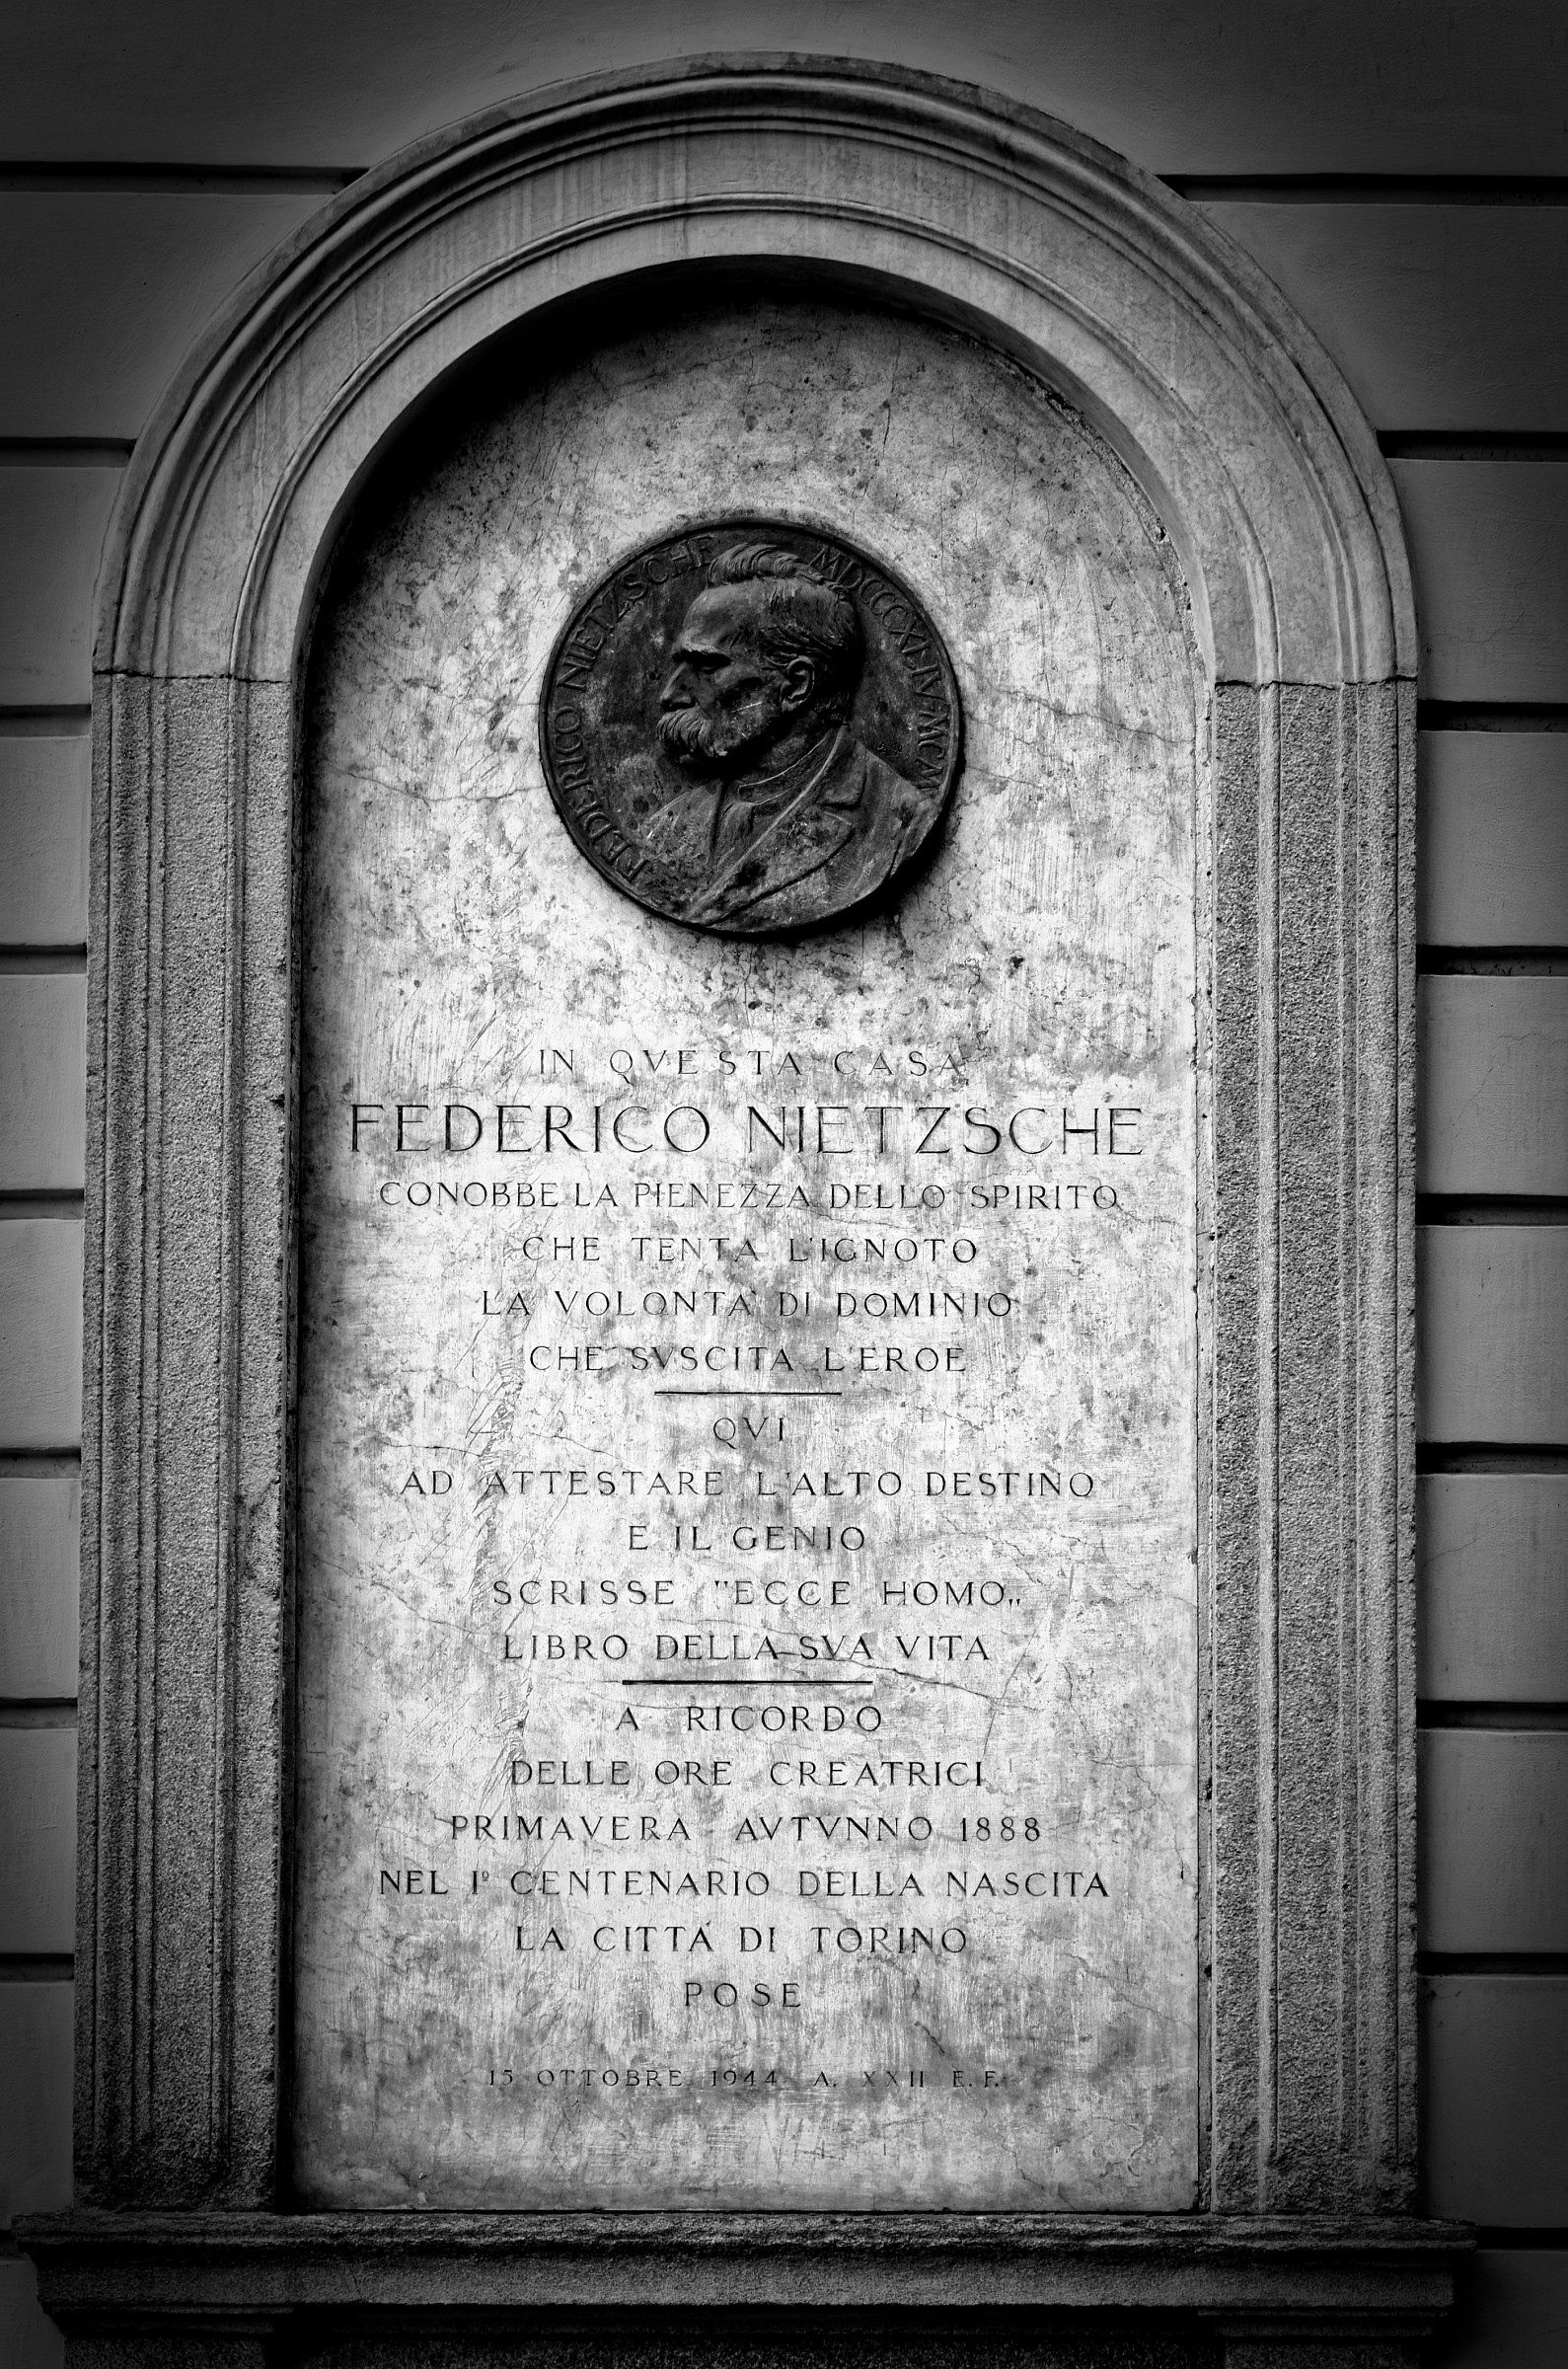 FEDERICO NIETZSCHE MDCCCXLIV-MCM
IN QVESTA CASA
FEDERICO NIETZSCHE
CONOBBE LA PIENEZZA DELLO SPIRITO
CHE TENTA L'IGNOTO
LA VOLONTA' DI DOMINIO
CHE SVSCITA L'EROE
QVI
AD ATTESTARE L'ALTO DESTINO
E IL GENIO
SCRISSE "ECCE HOMO„
LIBRO DELLA SVA VITA
A RICORDO
DELLE ORE CREATRICI
PRIMAVERA - AVTVNNO 1888
NEL Iº CENTENARIO DELLA NASCITA
LA CITTÁ DI TORINO
POSE
15 OTTOBRE 1944 A. XXII E.F.